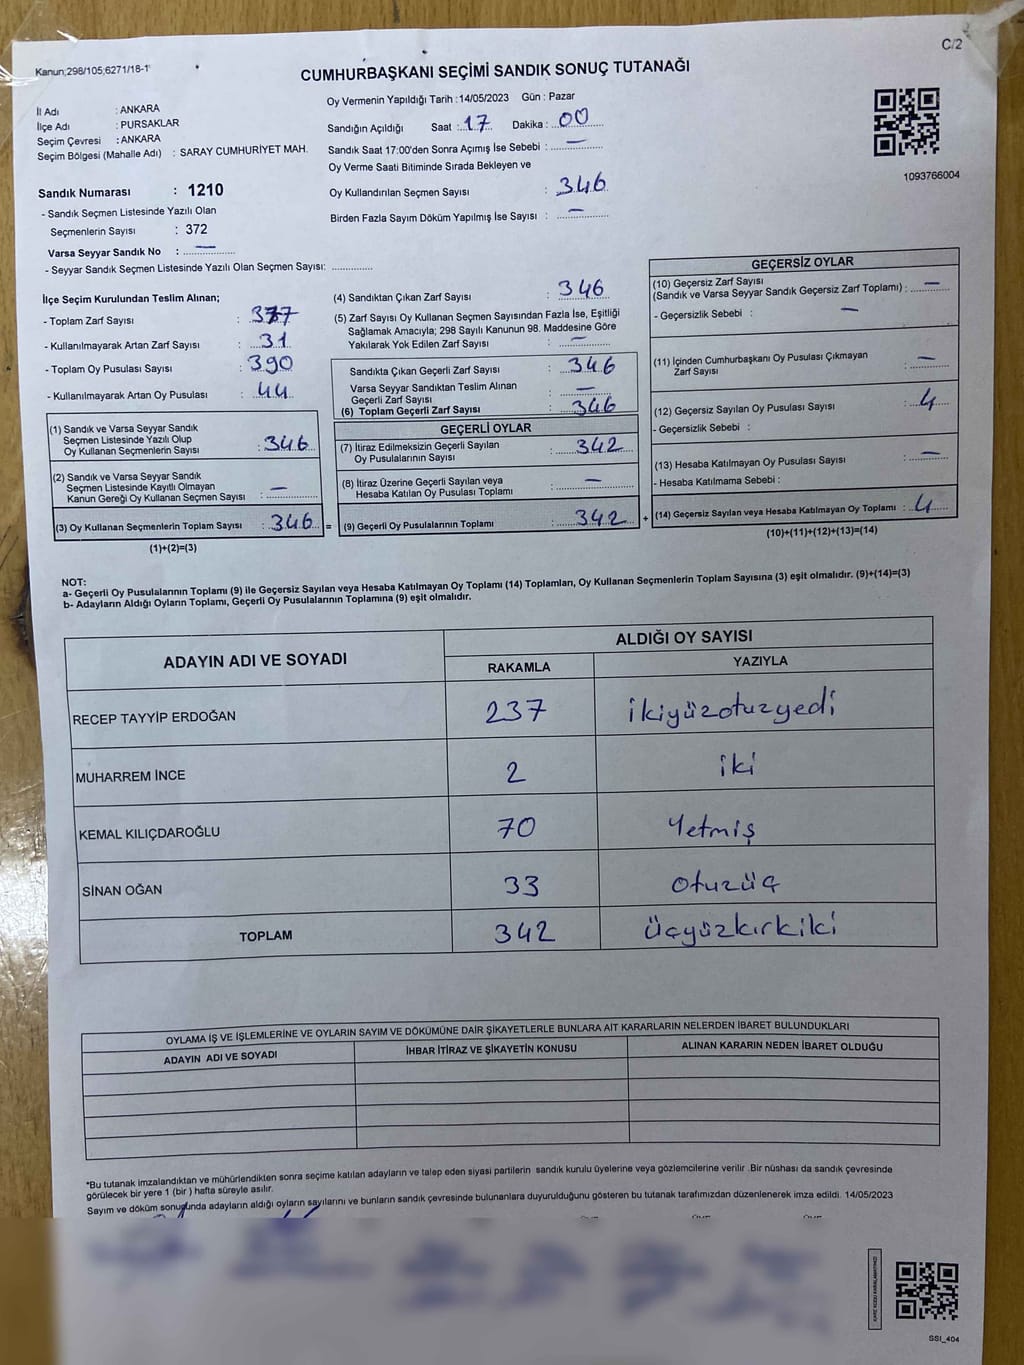 C/2
Kanun;298/105,6271/18-1
CUMHURBAŞKANI SEÇİMİ SANDIK SONUÇ TUTANAĞI
İl Adı : ANKARA
İlçe Adı : PURSAKLAR
Seçim Çevresi : ANKARA
Seçim Bölgesi (Mahalle Adı) : SARAY CUMHURİYET MAH.
Oy Vermenin Yapıldığı Tarih :14/05/2023 Gün : Pazar
Sandığın Açıldığı Saat : 17 Dakika : 00
Sandık Saat 17:00'den Sonra Açımış İse Sebebi : —
Oy Verme Saati Bitiminde Sırada Bekleyen ve
Oy Kullandırılan Seçmen Sayısı : 346
Birden Fazla Sayım Döküm Yapılmış İse Sayısı : —
1093766004
Sandık Numarası : 1210
- Sandık Seçmen Listesinde Yazılı Olan
Seçmenlerin Sayısı : 372
Varsa Seyyar Sandık No : —
- Seyyar Sandık Seçmen Listesinde Yazılı Olan Seçmen Sayısı: ..............
İlçe Seçim Kurulundan Teslim Alınan;
- Toplam Zarf Sayısı : 377
- Kullanılmayarak Artan Zarf Sayısı : 31
- Toplam Oy Pusulası Sayısı : 390
- Kullanılmayarak Artan Oy Pusulası : 44
(1) Sandık ve Varsa Seyyar Sandık
Seçmen Listesinde Yazılı Olup
Oy Kullanan Seçmenlerin Sayısı : 346
(2) Sandık ve Varsa Seyyar Sandık
Seçmen Listesinde Kayıtlı Olmayan
Kanun Gereği Oy Kullanan Seçmen Sayısı : —
(3) Oy Kullanan Seçmenlerin Toplam Sayısı : 346 =
(1)+(2)=(3)
(4) Sandıktan Çıkan Zarf Sayısı : 346
(5) Zarf Sayısı Oy Kullanan Seçmen Sayısından Fazla İse, Eşitliği
Sağlamak Amacıyla; 298 Sayılı Kanunun 98. Maddesine Göre
Yakılarak Yok Edilen Zarf Sayısı : —
Sandıkta Çıkan Geçerli Zarf Sayısı : 346
Varsa Seyyar Sandıktan Teslim Alınan
Geçerli Zarf Sayısı : —
(6) Toplam Geçerli Zarf Sayısı : 346
GEÇERLİ OYLAR
(7) İtiraz Edilmeksizin Geçerli Sayılan
Oy Pusulalarının Sayısı : 342
(8) İtiraz Üzerine Geçerli Sayılan veya
Hesaba Katılan Oy Pusulası Toplamı : —
(9) Geçerli Oy Pusulalarının Toplamı : 342 +
GEÇERSİZ OYLAR
(10) Geçersiz Zarf Sayısı
(Sandık ve Varsa Seyyar Sandık Geçersiz Zarf Toplamı) : —
- Geçersizlik Sebebi : —
(11) İçinden Cumhurbaşkanı Oy Pusulası Çıkmayan
Zarf Sayısı : —
(12) Geçersiz Sayılan Oy Pusulası Sayısı : 4
- Geçersizlik Sebebi :
(13) Hesaba Katılmayan Oy Pusulası Sayısı : —
- Hesaba Katılmama Sebebi :
(14) Geçersiz Sayılan veya Hesaba Katılmayan Oy Toplamı : 4
(10)+(11)+(12)+(13)=(14)
NOT:
a- Geçerli Oy Pusulalarının Toplamı (9) ile Geçersiz Sayılan veya Hesaba Katılmayan Oy Toplamı (14) Toplamları, Oy Kullanan Seçmenlerin Toplam Sayısına (3) eşit olmalıdır. (9)+(14)=(3)
b- Adayların Aldığı Oyların Toplamı, Geçerli Oy Pusulalarının Toplamına (9) eşit olmalıdır.
ADAYIN ADI VE SOYADI
ALDIĞI OY SAYISI
RAKAMLA YAZIYLA
RECEP TAYYİP ERDOĞAN 237 ikiyüzotuzyedi
MUHARREM İNCE 2 iki
KEMAL KILIÇDAROĞLU 70 Yetmiş
SİNAN OĞAN 33 otuzüç
TOPLAM 342 üçyüzkırkiki
OYLAMA İŞ VE İŞLEMLERİNE VE OYLARIN SAYIM VE DÖKÜMÜNE DAİR ŞİKAYETLERLE BUNLARA AİT KARARLARIN NELERDEN İBARET BULUNDUKLARI
ADAYIN ADI VE SOYADI İHBAR İTİRAZ VE ŞİKAYETİN KONUSU ALINAN KARARIN NEDEN İBARET OLDUĞU
*Bu tutanak imzalandıktan ve mühürlendikten sonra seçime katılan adayların ve talep eden siyasi partilerin sandık kurulu üyelerine veya gözlemcilerine verilir .Bir nüshası da sandık çevresinde
görülecek bir yere 1 (bir ) hafta süreyle asılır.
Sayım ve döküm sonuçunda adayların aldığı oyların sayılarını ve bunların sandık çevresinde bulunanlara duyurulduğunu gösteren bu tutanak tarafımızdan düzenlenerek imza edildi. 14/05/2023
SSI_404